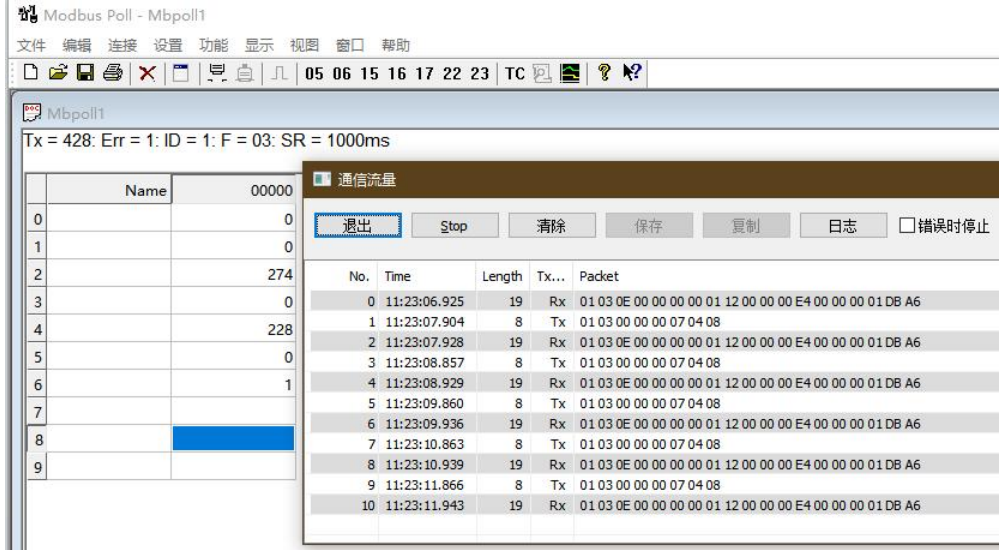 Modbus Poll - Mbpoll1
文件 编辑 连接 设置 功能 显示 视图 窗口 帮助
05 06 15 16 17 22 23 TC
Mbpoll1
Tx = 428: Err = 1: ID = 1: F = 03: SR = 1000ms
Name 00000
0 0
1 0
2 274
3 0
4 228
5 0
6 1
7
8
9
通信流量
退出 Stop 清除 保存 复制 日志 错误时停止
No. Time Length Tx... Packet
0 11:23:06.925 19 Rx 01 03 0E 00 00 00 00 01 12 00 00 00 E4 00 00 00 01 DB A6
1 11:23:07.904 8 Tx 01 03 00 00 00 07 04 08
2 11:23:07.928 19 Rx 01 03 0E 00 00 00 00 01 12 00 00 00 E4 00 00 00 01 DB A6
3 11:23:08.857 8 Tx 01 03 00 00 00 07 04 08
4 11:23:08.929 19 Rx 01 03 0E 00 00 00 00 01 12 00 00 00 E4 00 00 00 01 DB A6
5 11:23:09.860 8 Tx 01 03 00 00 00 07 04 08
6 11:23:09.936 19 Rx 01 03 0E 00 00 00 00 01 12 00 00 00 E4 00 00 00 01 DB A6
7 11:23:10.863 8 Tx 01 03 00 00 00 07 04 08
8 11:23:10.939 19 Rx 01 03 0E 00 00 00 00 01 12 00 00 00 E4 00 00 00 01 DB A6
9 11:23:11.866 8 Tx 01 03 00 00 00 07 04 08
10 11:23:11.943 19 Rx 01 03 0E 00 00 00 00 01 12 00 00 00 E4 00 00 00 01 DB A6